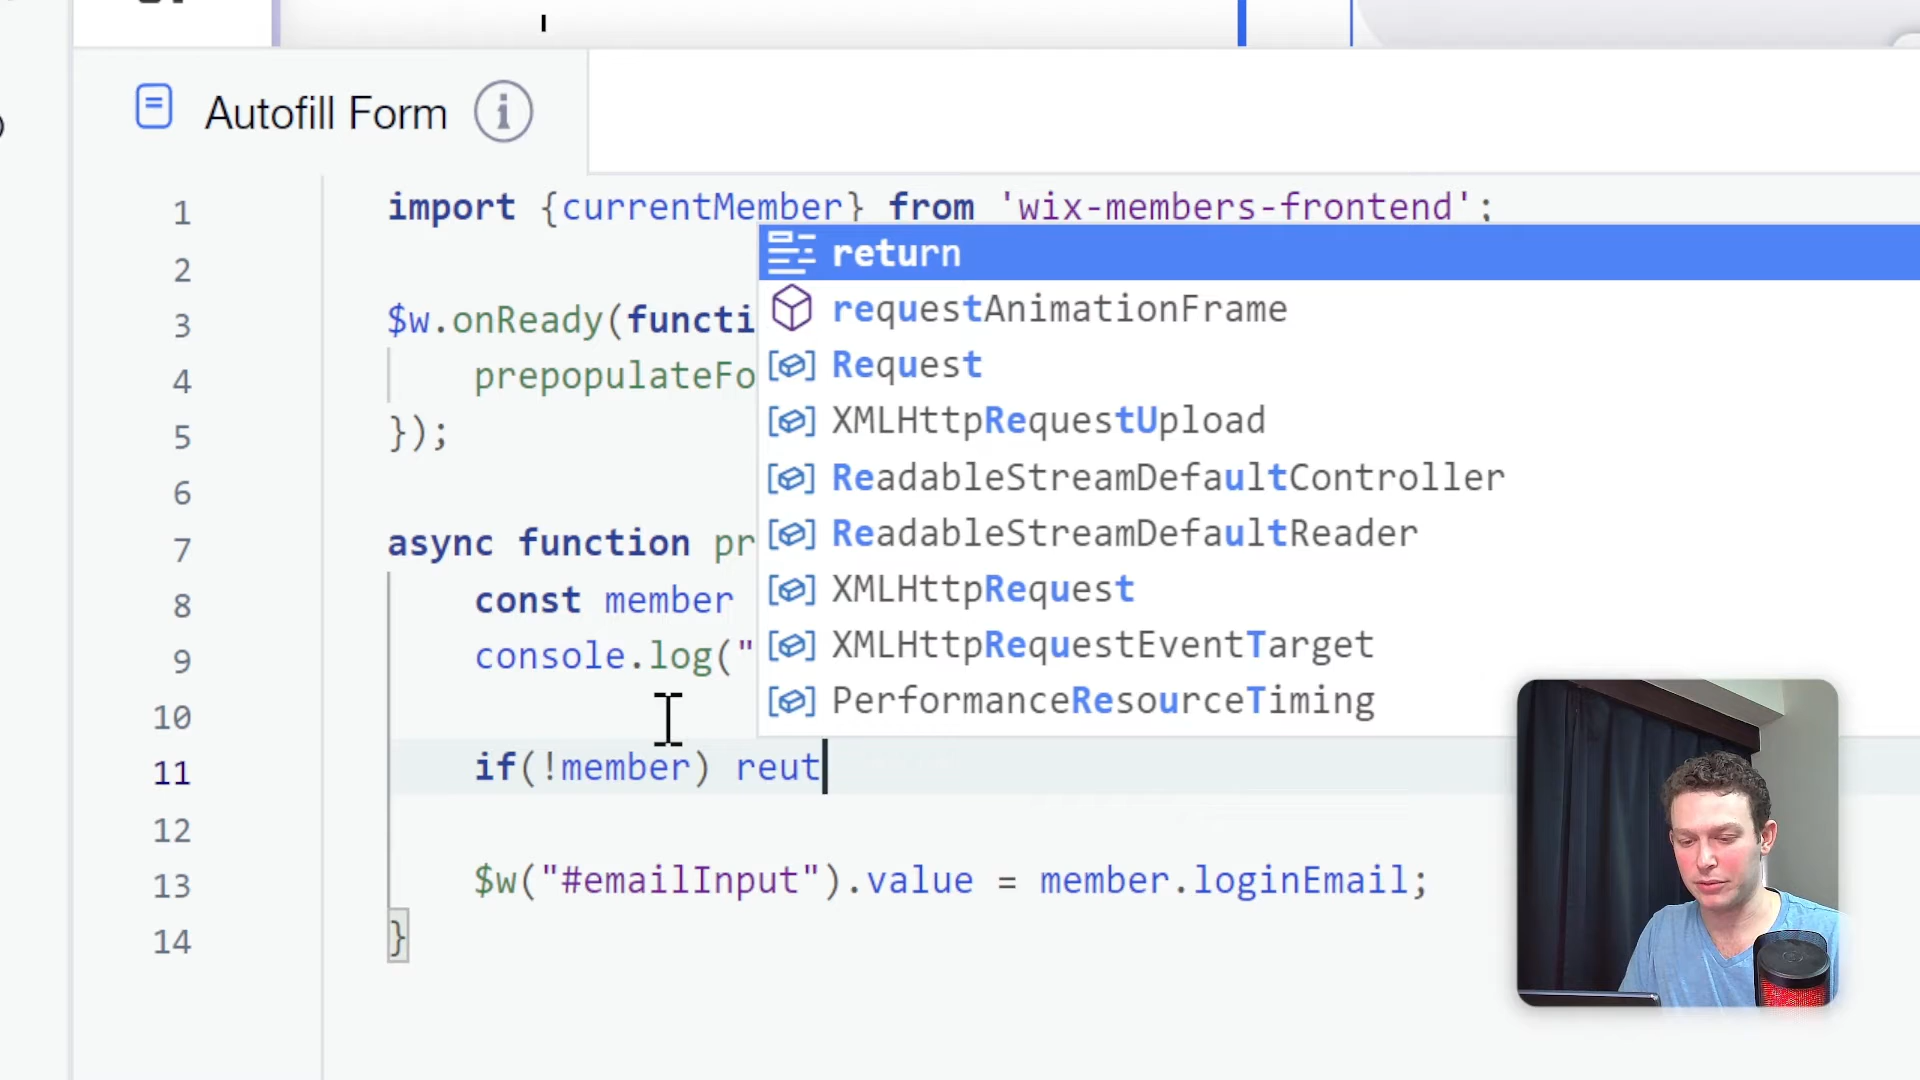 Autofill Form
1 import {currentMember} from 'wix-members-frontend';
2
3 $w.onReady(functi
4 prepopulateFo
5 });
6
7 async function pr
8 const member
9 console.log("
10
11 if(!member) reut
12
13 $w("#emailInput").value = member.loginEmail;
14 }
return
requestAnimationFrame
Request
XMLHttpRequestUpload
ReadableStreamDefaultController
ReadableStreamDefaultReader
XMLHttpRequest
XMLHttpRequestEventTarget
PerformanceResourceTiming